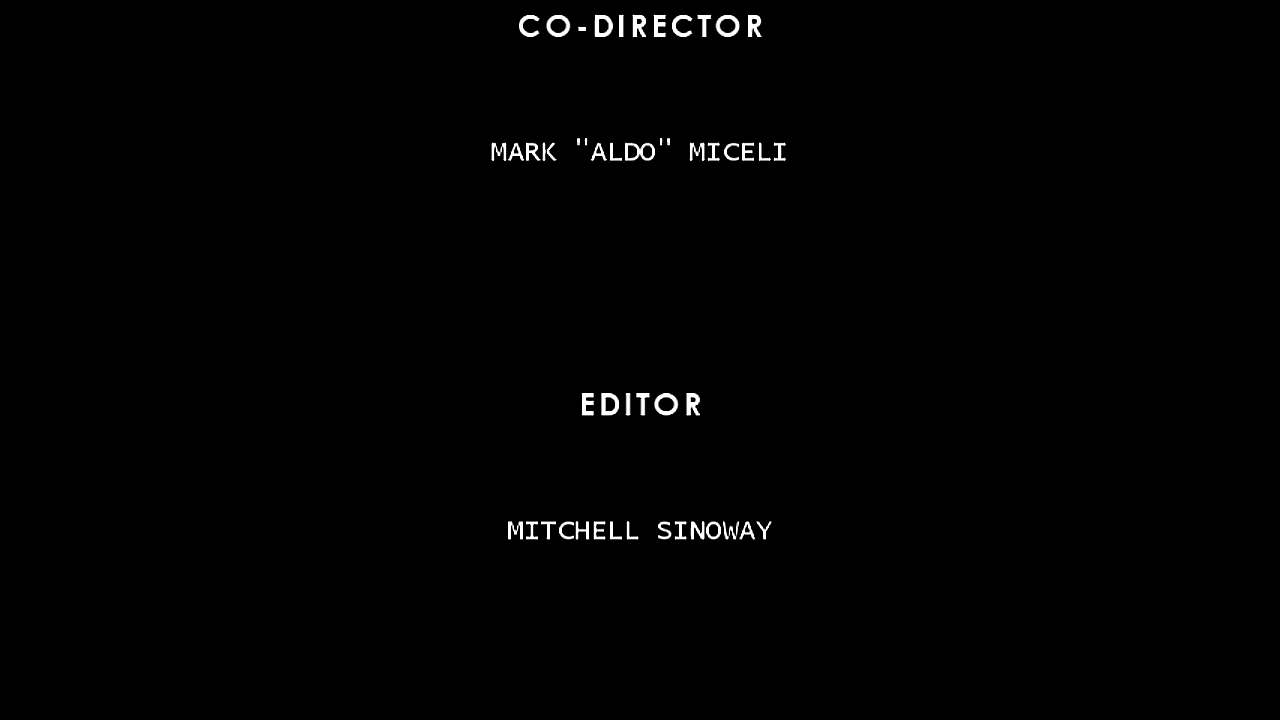 CO-DIRECTOR
MARK "ALDO" MICELI
EDITOR
MITCHELL SINOWAY